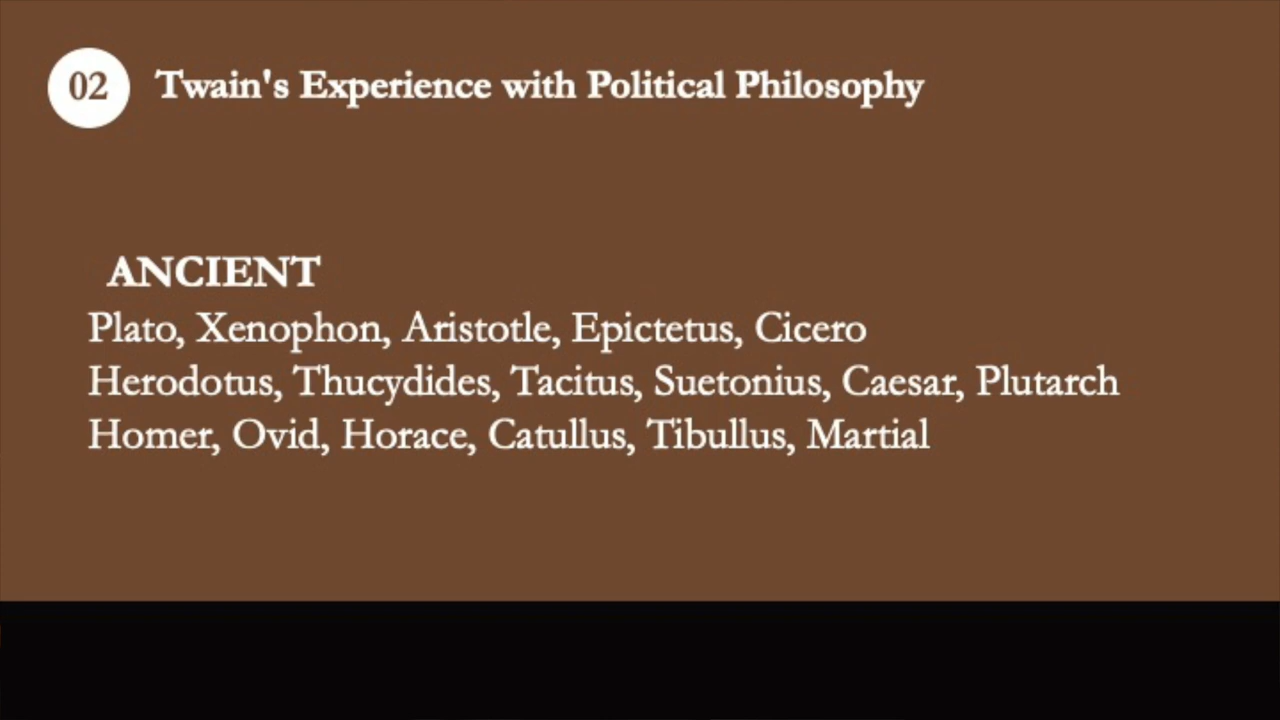 02
Twain's Experience with Political Philosophy
ANCIENT
Plato, Xenophon, Aristotle, Epictetus, Cicero
Herodotus, Thucydides, Tacitus, Suetonius, Caesar, Plutarch
Homer, Ovid, Horace, Catullus, Tibullus, Martial